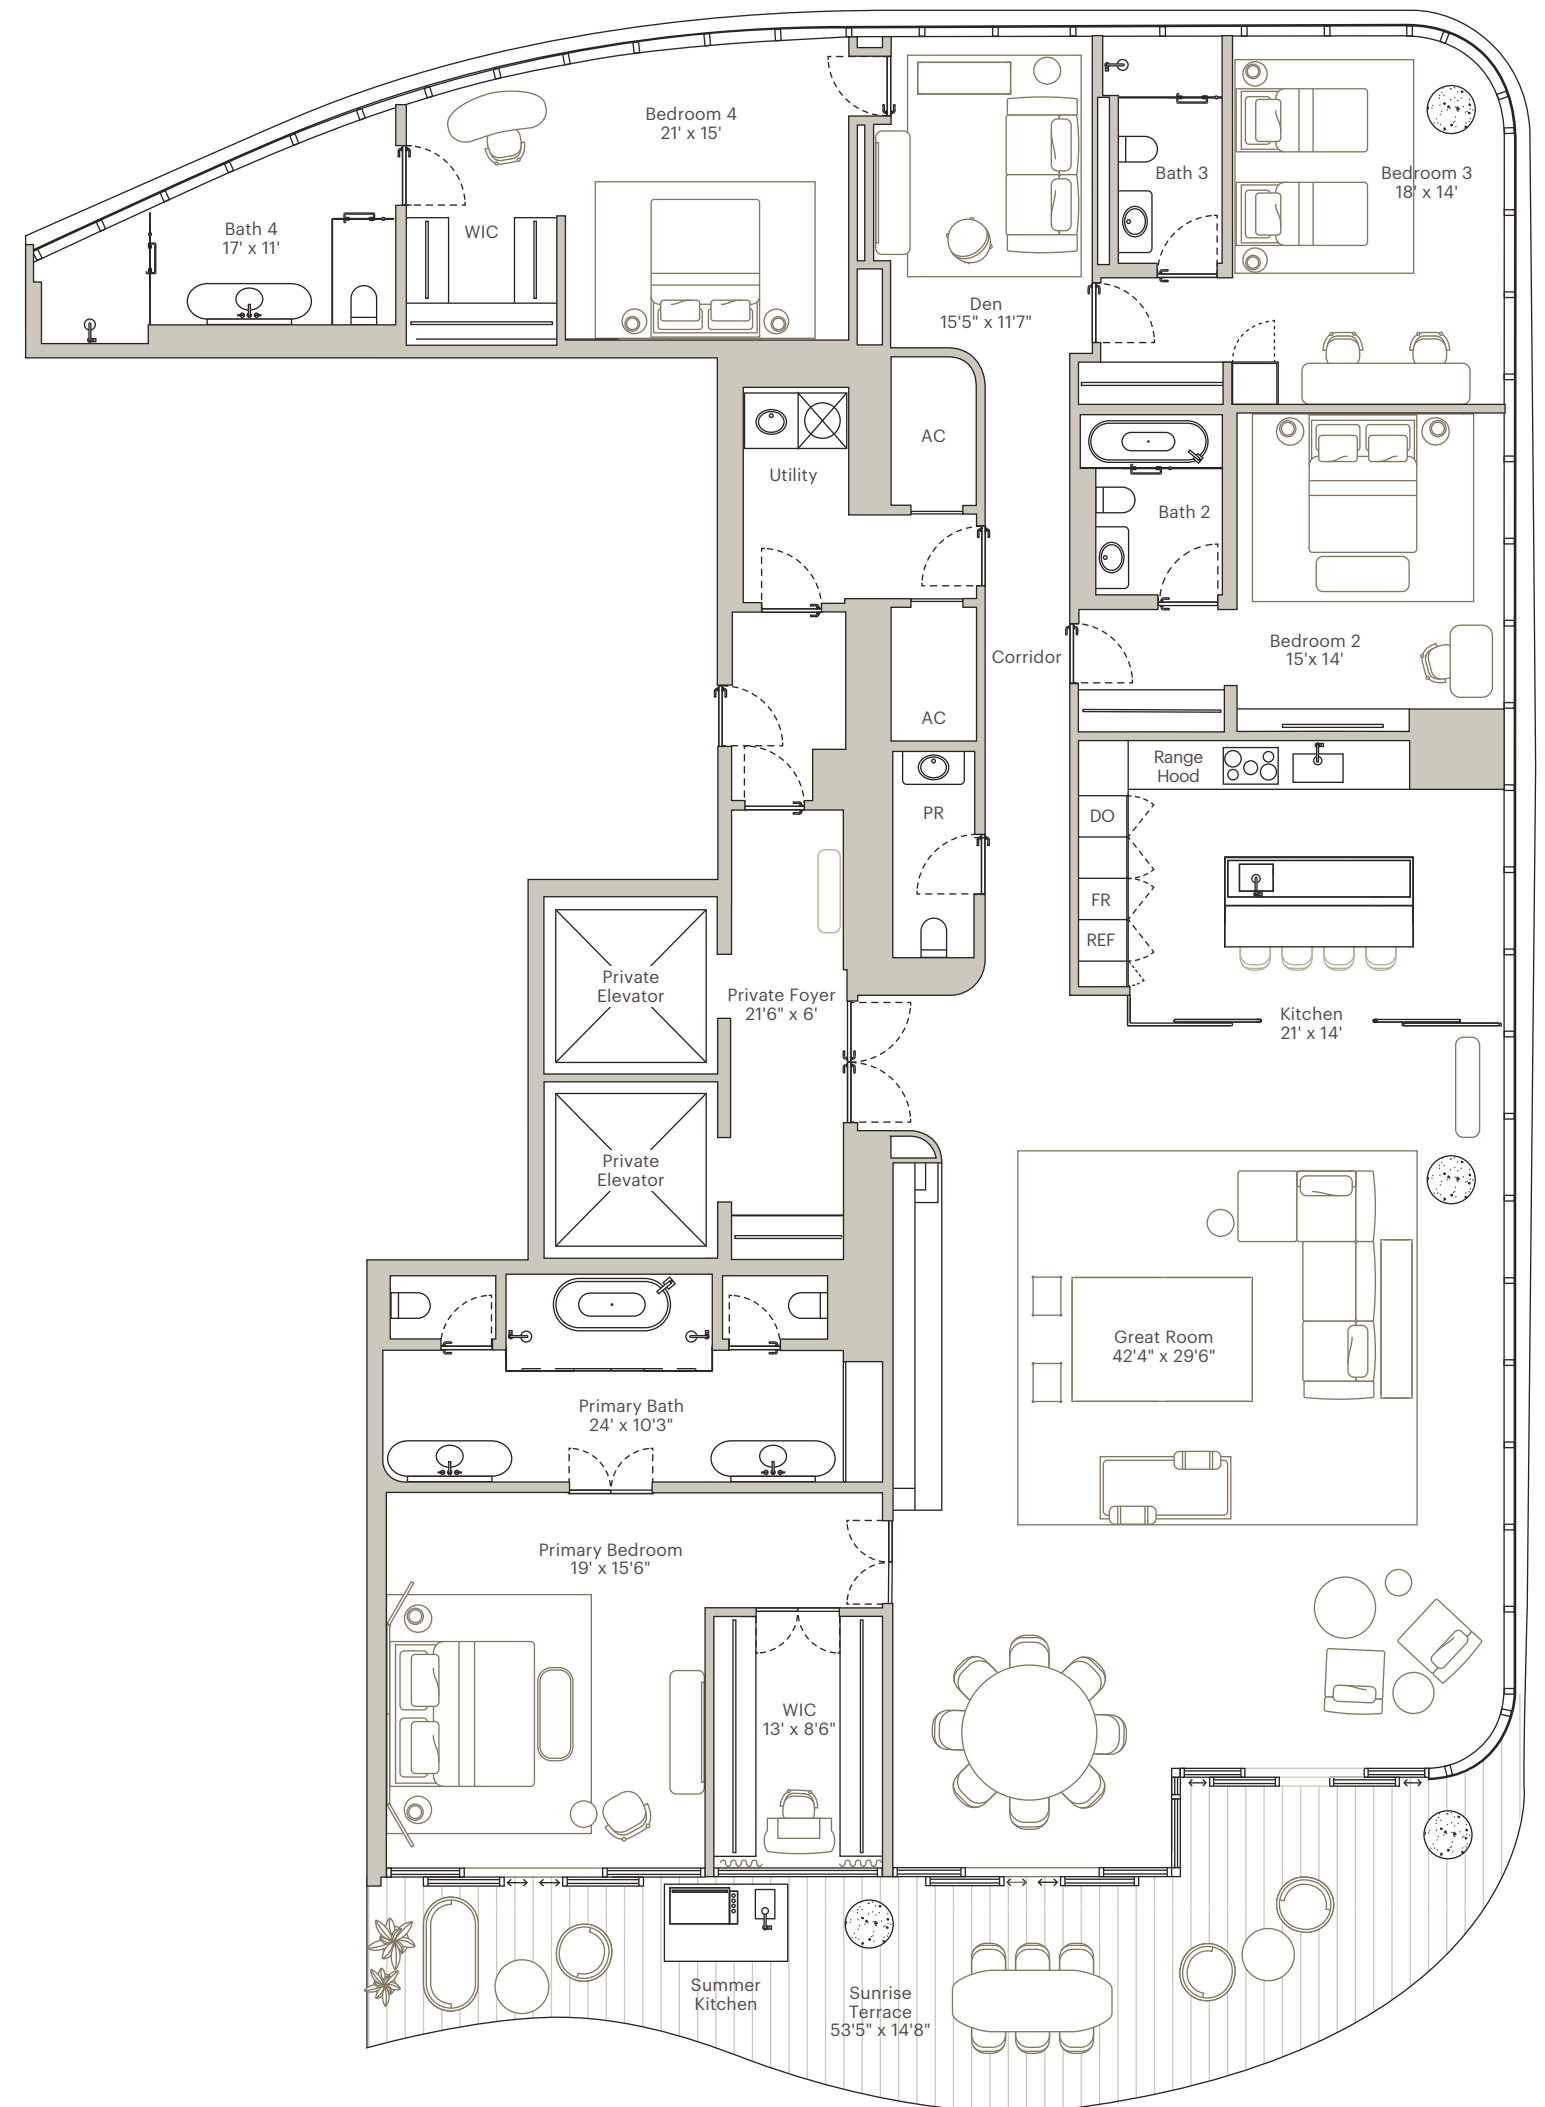 Bedroom 4
21' x 15'
Bath 4
17' x 11'
WIC
Bath 3
Bedroom 3
18' x 14'
Den
15'5" x 11'7"
AC
Utility
Bath 2
Corridor
Bedroom 2
15'x 14'
AC
Range
Hood
PR
DO
FR
REF
Private
Elevator
Private Foyer
21'6" x 6'
Kitchen
21' x 14'
Private
Elevator
Great Room
42'4" x 29'6"
Primary Bath
24' x 10'3"
Primary Bedroom
19' x 15'6"
WIC
13' x 8'6"
Summer
Kitchen
Sunrise
Terrace
53'5" x 14'8"